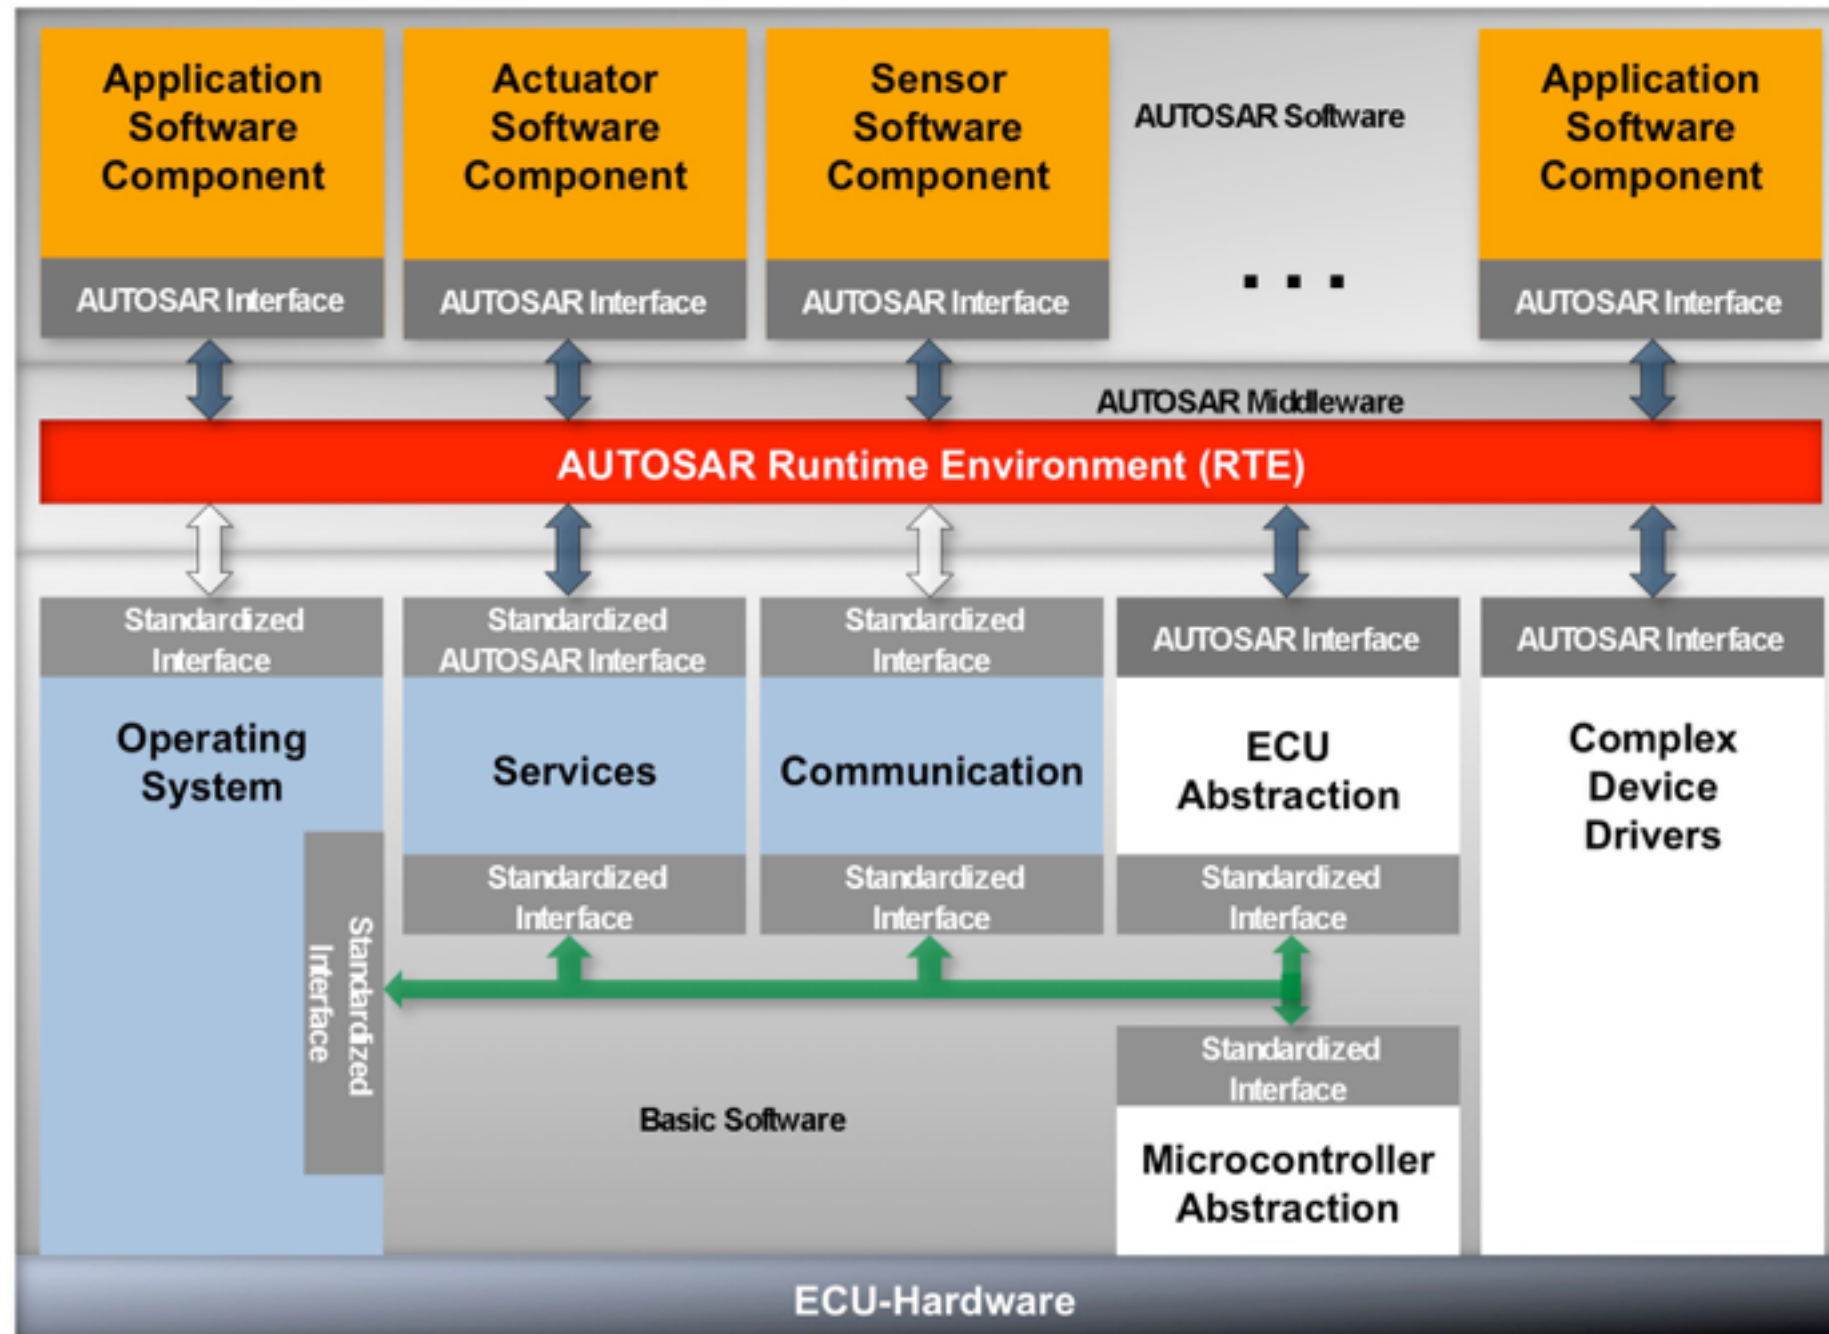 Application
Software
Component
AUTOSAR Interface
Actuator
Software
Component
AUTOSAR Interface
Sensor
Software
Component
AUTOSAR Interface
AUTOSAR Software
...
Application
Software
Component
AUTOSAR Interface
AUTOSAR Middleware
AUTOSAR Runtime Environment (RTE)
Standardized
Interface
Operating
System
Standardized
Interface
Standardized
AUTOSAR Interface
Services
Standardized
Interface
Standardized
Interface
Communication
Standardized
Interface
AUTOSAR Interface
ECU
Abstraction
Standardized
Interface
AUTOSAR Interface
Complex
Device
Drivers
Basic Software
Standardized
Interface
Microcontroller
Abstraction
ECU-Hardware